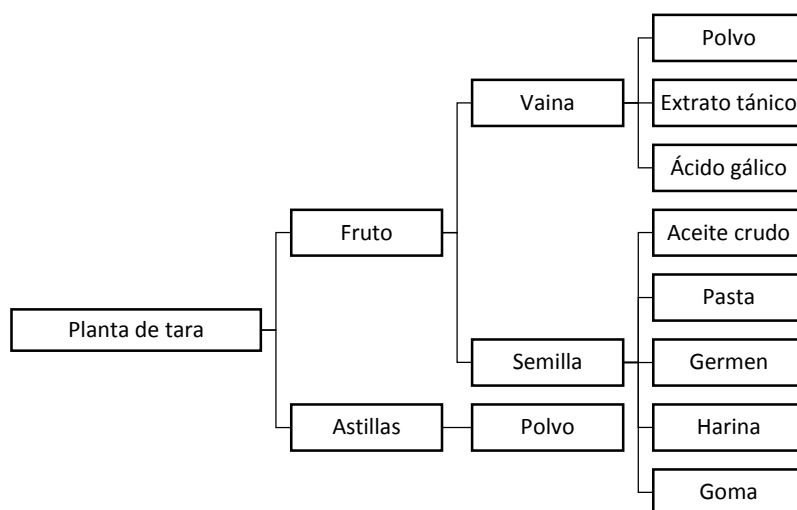 Polvo
Vaina
Extrato tánico
Ácido gálico
Fruto
Aceite crudo
Pasta
Planta de tara
Semilla
Germen
Astillas
Polvo
Harina
Goma